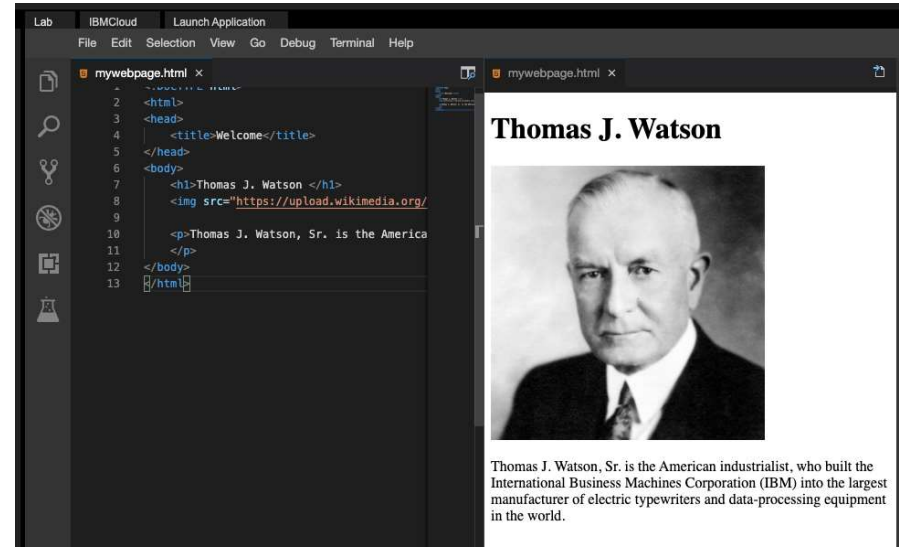 Lab IBMCloud Launch Application
File Edit Selection View Go Debug Terminal Help
mywebpage.html ×
2 <html>
3 <head>
4 <title>Welcome</title>
5 </head>
6 <body>
7 <h1>Thomas J. Watson </h1>
8 <img src="https://upload.wikimedia.org/
9
10 <p>Thomas J. Watson, Sr. is the America
11 </p>
12 </body>
13 </html>
mywebpage.html ×
Thomas J. Watson
Thomas J. Watson, Sr. is the American industrialist, who built the
International Business Machines Corporation (IBM) into the largest
manufacturer of electric typewriters and data-processing equipment
in the world.